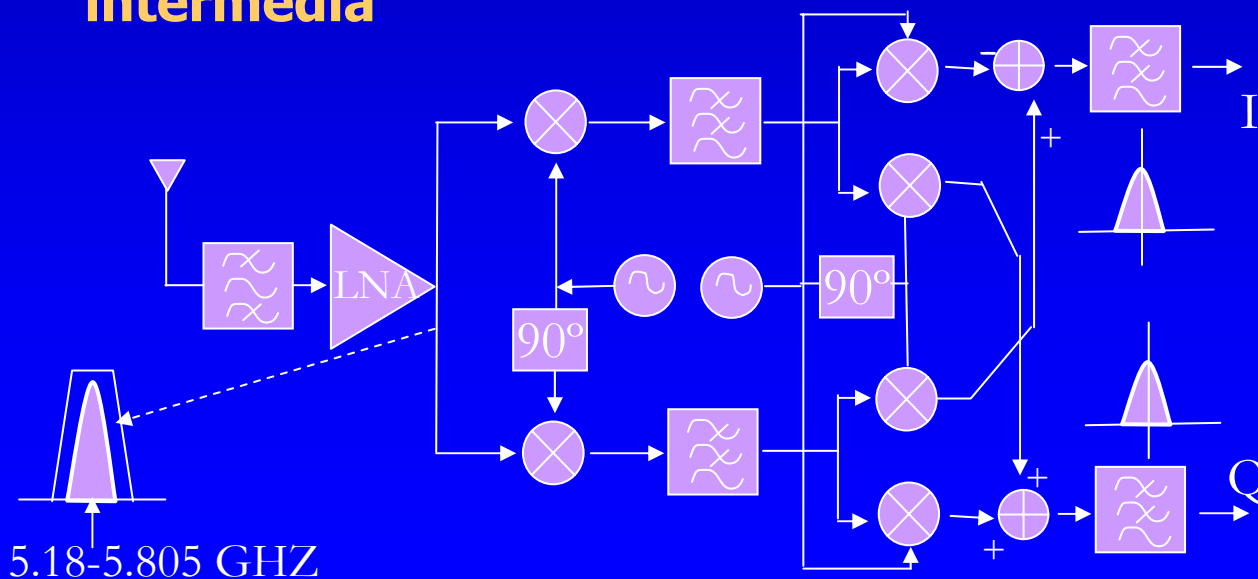 intermedia
I
+
LNA
90º
90º
Q
+
+
5.18-5.805 GHZ